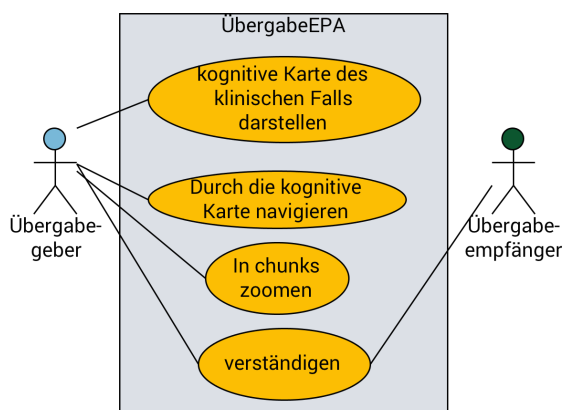 ÜbergabeEPA
kognitive Karte des
klinischen Falls
darstellen
Durch die kognitive
Karte navigieren
Übergabe-
geber
Übergabe-
empfänger
In chunks
zoomen
verständigen